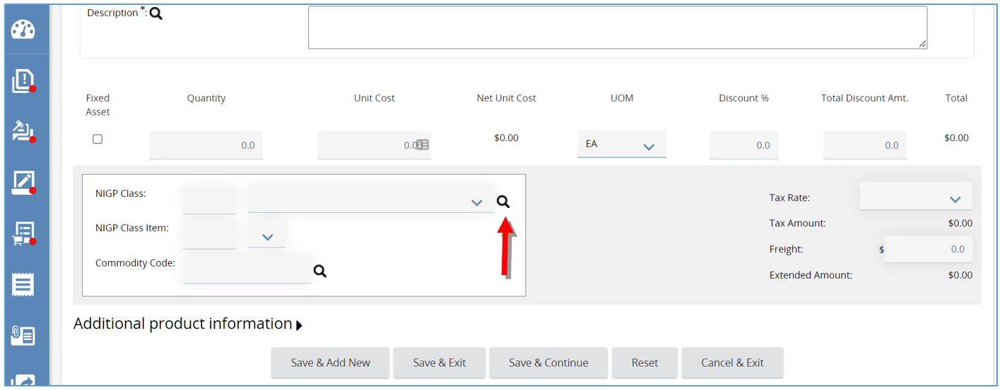 Description *:
Fixed Asset Quantity Unit Cost Net Unit Cost UOM Discount % Total Discount Amt. Total
0.0 0.00 $0.00 EA 0.0 0.0 $0.00
NIGP Class:
NIGP Class Item:
Commodity Code:
Tax Rate:
Tax Amount: $0.00
Freight: $ 0.0
Extended Amount: $0.00
Additional product information
Save & Add New Save & Exit Save & Continue Reset Cancel & Exit